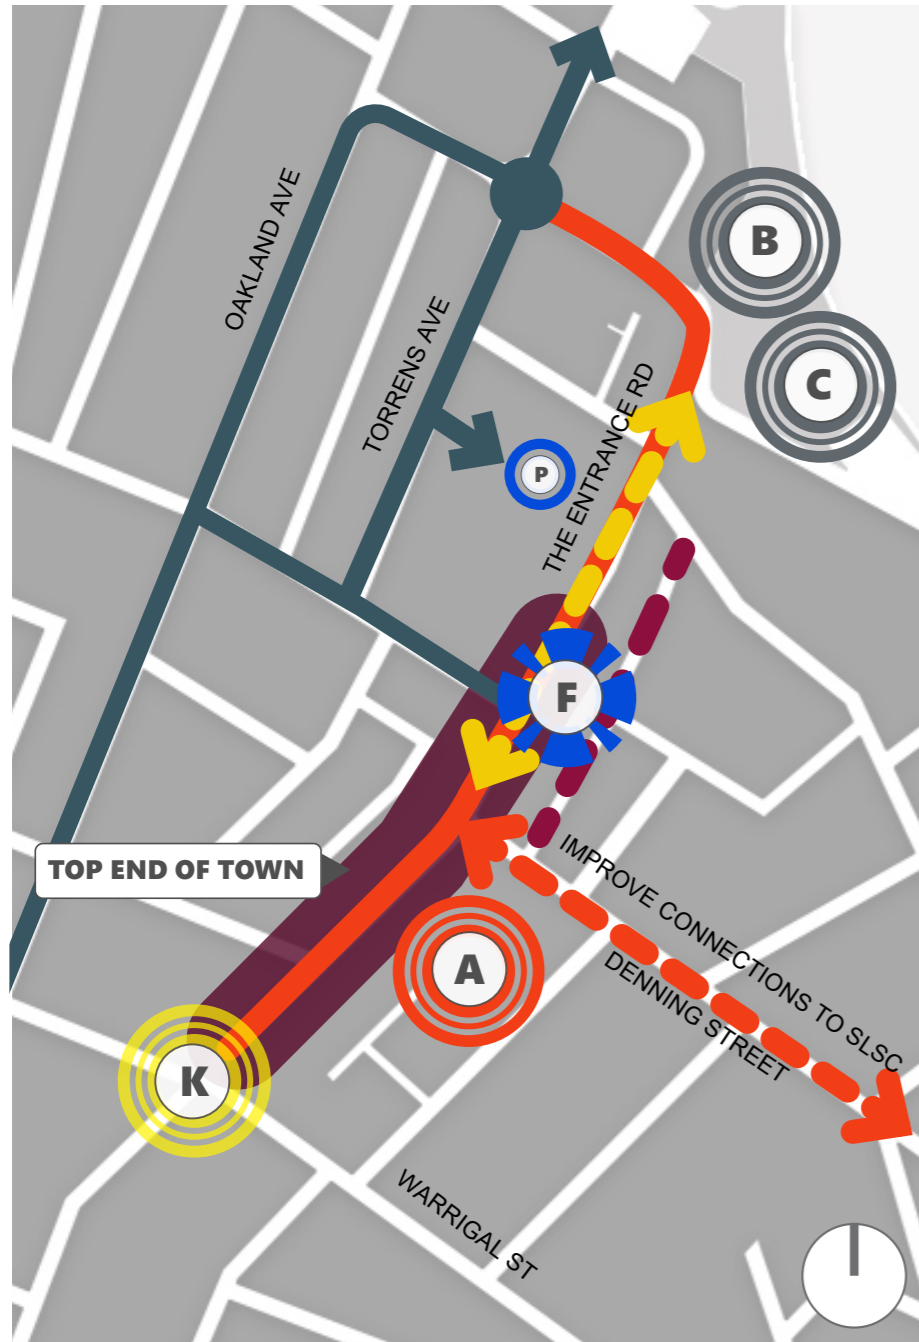 OAKLAND AVE
B
TORRENS AVE
C
THE ENTRANCE RD
P
F
TOP END OF TOWN
IMPROVE CONNECTIONS TO SLSC
DENNING STREET
A
K
WARRIGAL ST